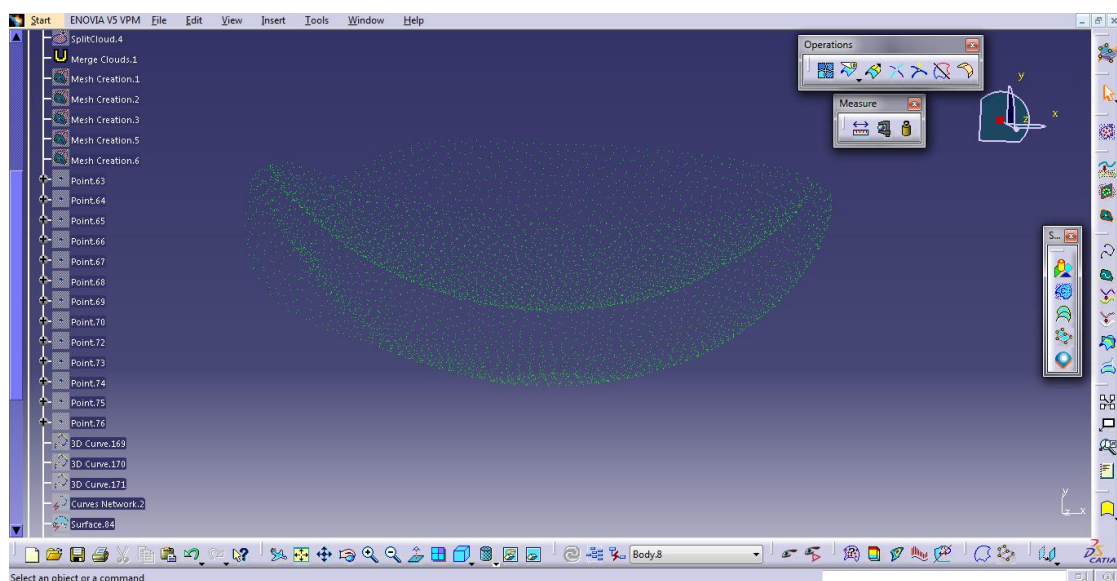 Start ENOVIA V5 VPM File Edit View Insert Tools Window Help
SplitCloud.4
Merge Clouds.1
Mesh Creation.1
Mesh Creation.2
Mesh Creation.3
Mesh Creation.5
Mesh Creation.6
Point.63
Point.64
Point.65
Point.66
Point.67
Point.68
Point.69
Point.70
Point.72
Point.73
Point.74
Point.75
Point.76
3D Curve.169
3D Curve.170
3D Curve.171
Curves Network.2
Surface.84
Operations
Measure
y
x
z
S...
y
z x
Body.8
CATIA
Select an object or a command